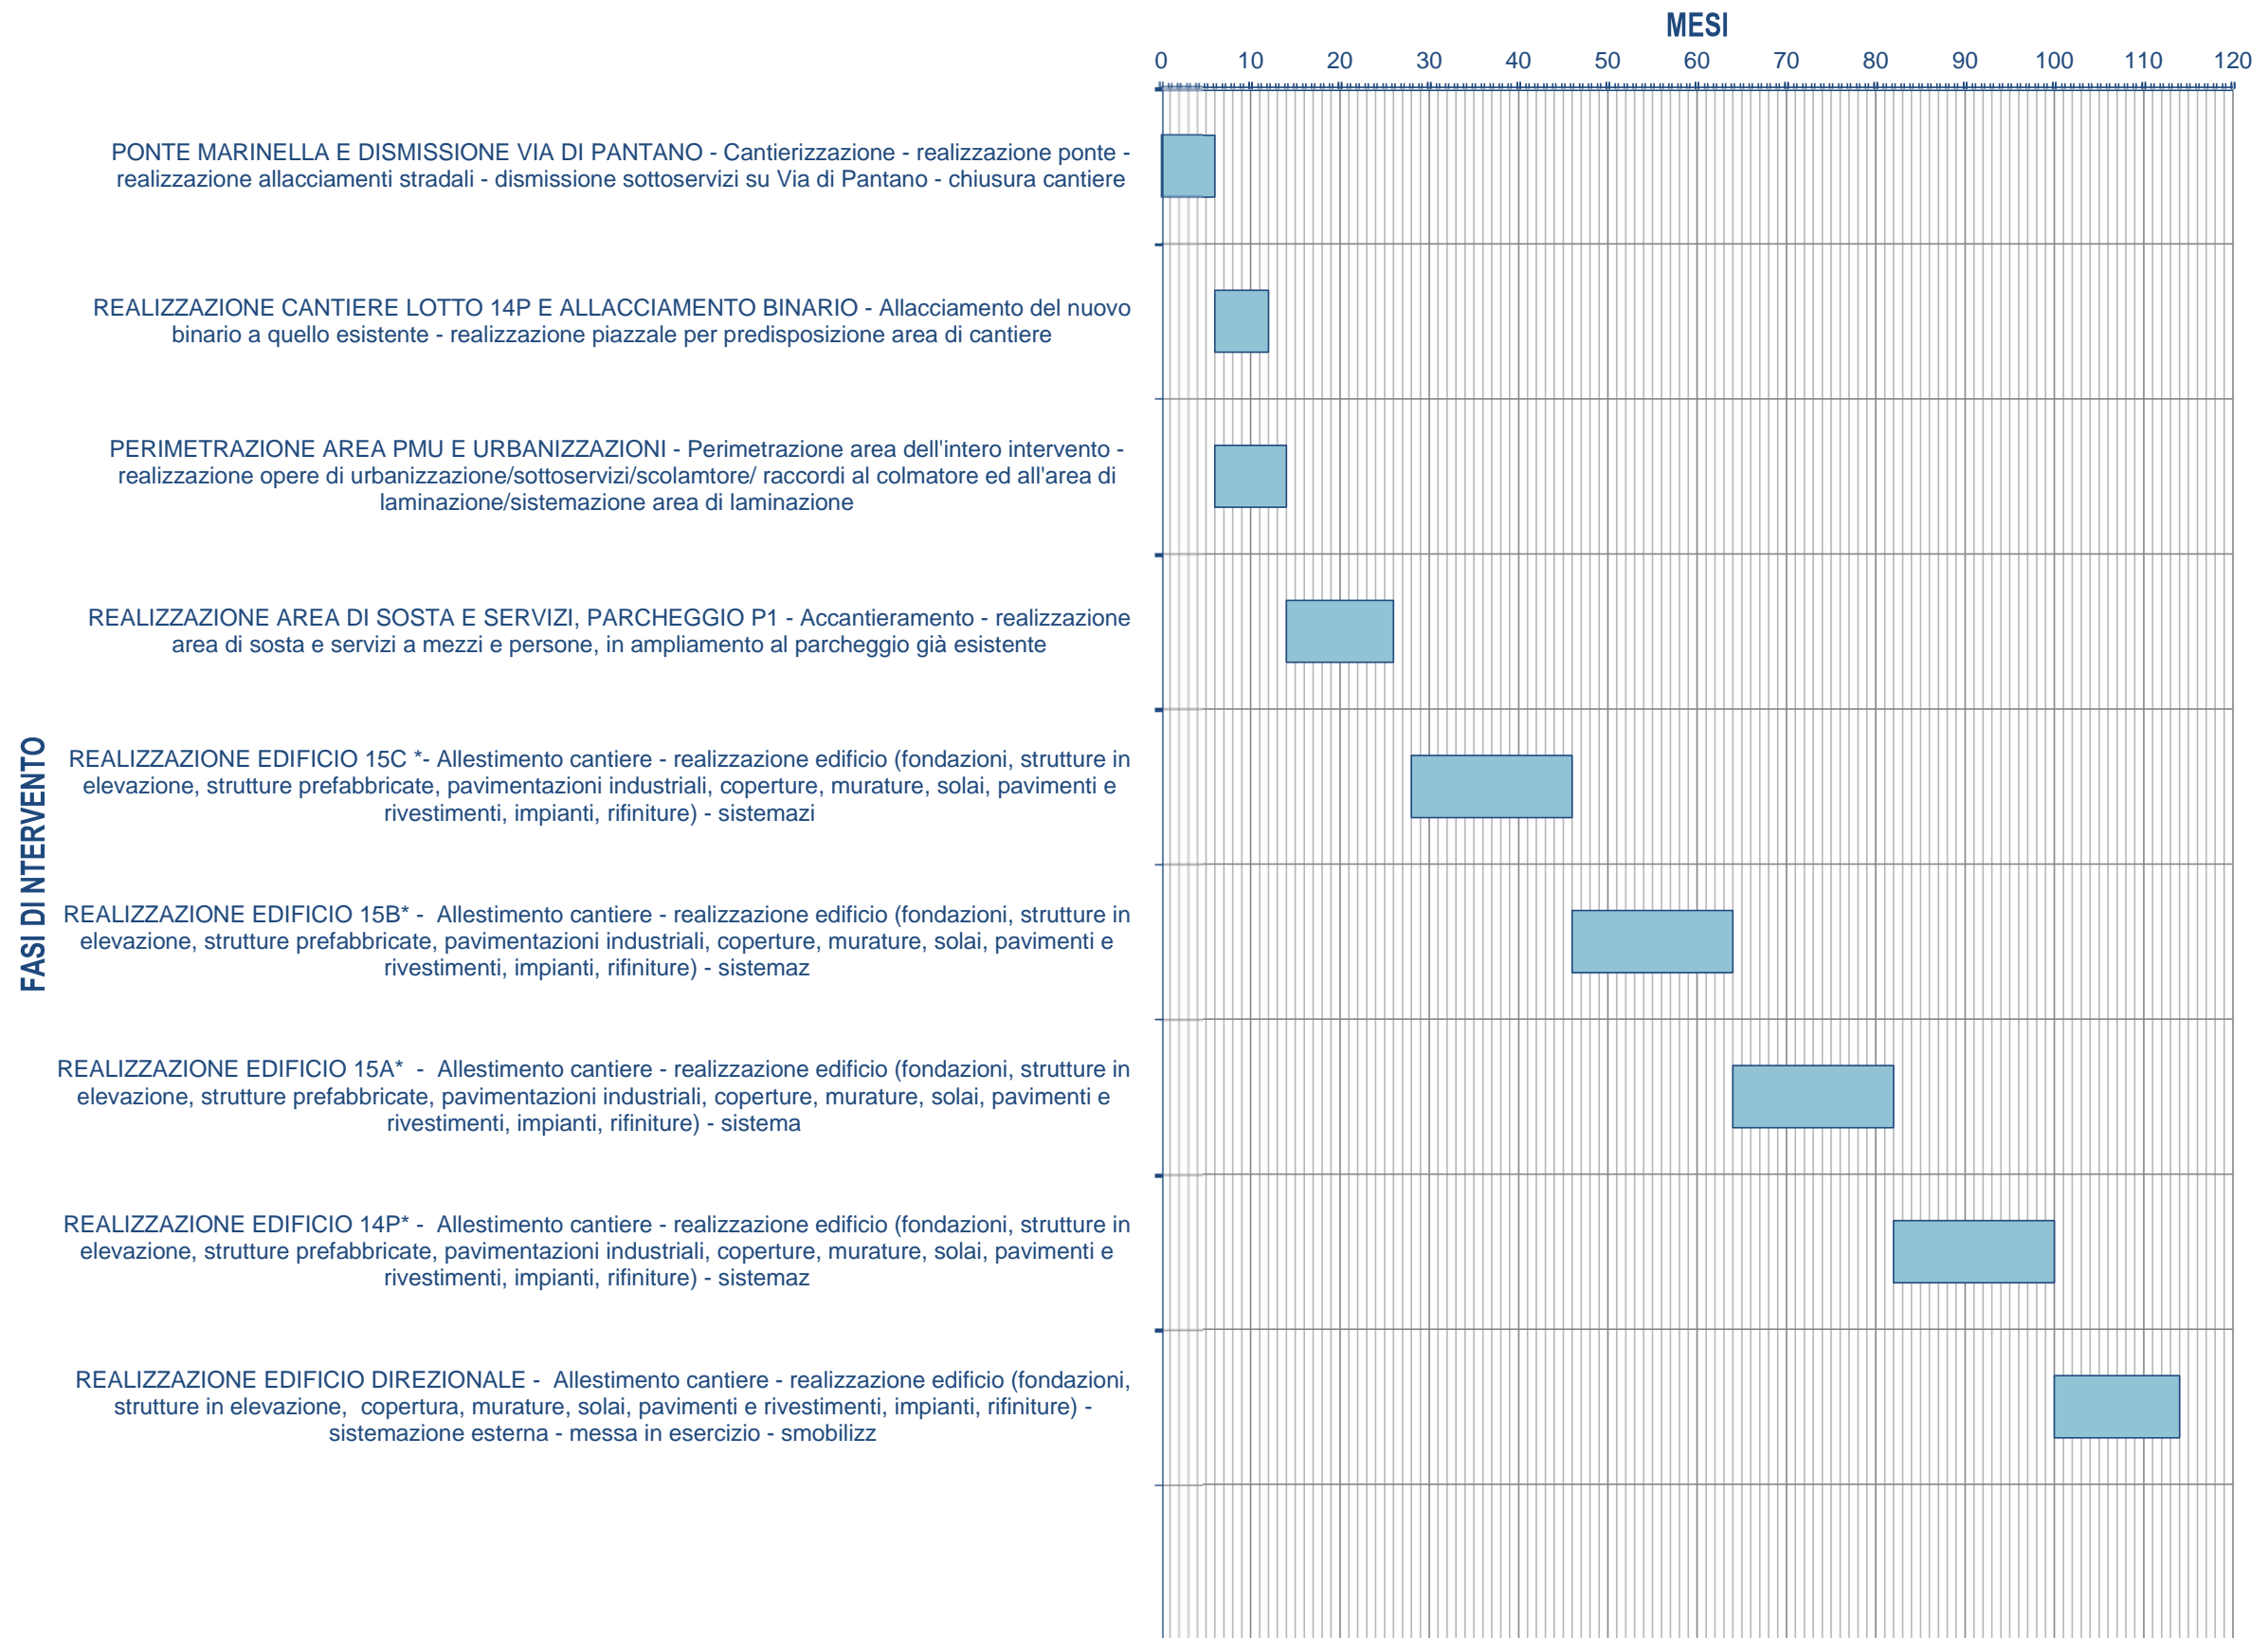 MESI
0 10 20 30 40 50 60 70 80 90 100 110 120
PONTE MARINELLA E DISMISSIONE VIA DI PANTANO - Cantierizzazione - realizzazione ponte -
realizzazione allacciamenti stradali - dismissione sottoservizi su Via di Pantano - chiusura cantiere
REALIZZAZIONE CANTIERE LOTTO 14P E ALLACCIAMENTO BINARIO - Allacciamento del nuovo
binario a quello esistente - realizzazione piazzale per predisposizione area di cantiere
PERIMETRAZIONE AREA PMU E URBANIZZAZIONI - Perimetrazione area dell'intero intervento -
realizzazione opere di urbanizzazione/sottoservizi/scolamtore/ raccordi al colmatore ed all'area di
laminazione/sistemazione area di laminazione
REALIZZAZIONE AREA DI SOSTA E SERVIZI, PARCHEGGIO P1 - Accantieramento - realizzazione
area di sosta e servizi a mezzi e persone, in ampliamento al parcheggio già esistente
FASI DI NTERVENTO
REALIZZAZIONE EDIFICIO 15C *- Allestimento cantiere - realizzazione edificio (fondazioni, strutture in
elevazione, strutture prefabbricate, pavimentazioni industriali, coperture, murature, solai, pavimenti e
rivestimenti, impianti, rifiniture) - sistemazi
REALIZZAZIONE EDIFICIO 15B* -  Allestimento cantiere - realizzazione edificio (fondazioni, strutture in
elevazione, strutture prefabbricate, pavimentazioni industriali, coperture, murature, solai, pavimenti e
rivestimenti, impianti, rifiniture) - sistemaz
REALIZZAZIONE EDIFICIO 15A*  -  Allestimento cantiere - realizzazione edificio (fondazioni, strutture in
elevazione, strutture prefabbricate, pavimentazioni industriali, coperture, murature, solai, pavimenti e
rivestimenti, impianti, rifiniture) - sistema
REALIZZAZIONE EDIFICIO 14P* -  Allestimento cantiere - realizzazione edificio (fondazioni, strutture in
elevazione, strutture prefabbricate, pavimentazioni industriali, coperture, murature, solai, pavimenti e
rivestimenti, impianti, rifiniture) - sistemaz
REALIZZAZIONE EDIFICIO DIREZIONALE -  Allestimento cantiere - realizzazione edificio (fondazioni,
strutture in elevazione,  copertura, murature, solai, pavimenti e rivestimenti, impianti, rifiniture) -
sistemazione esterna - messa in esercizio - smobilizz